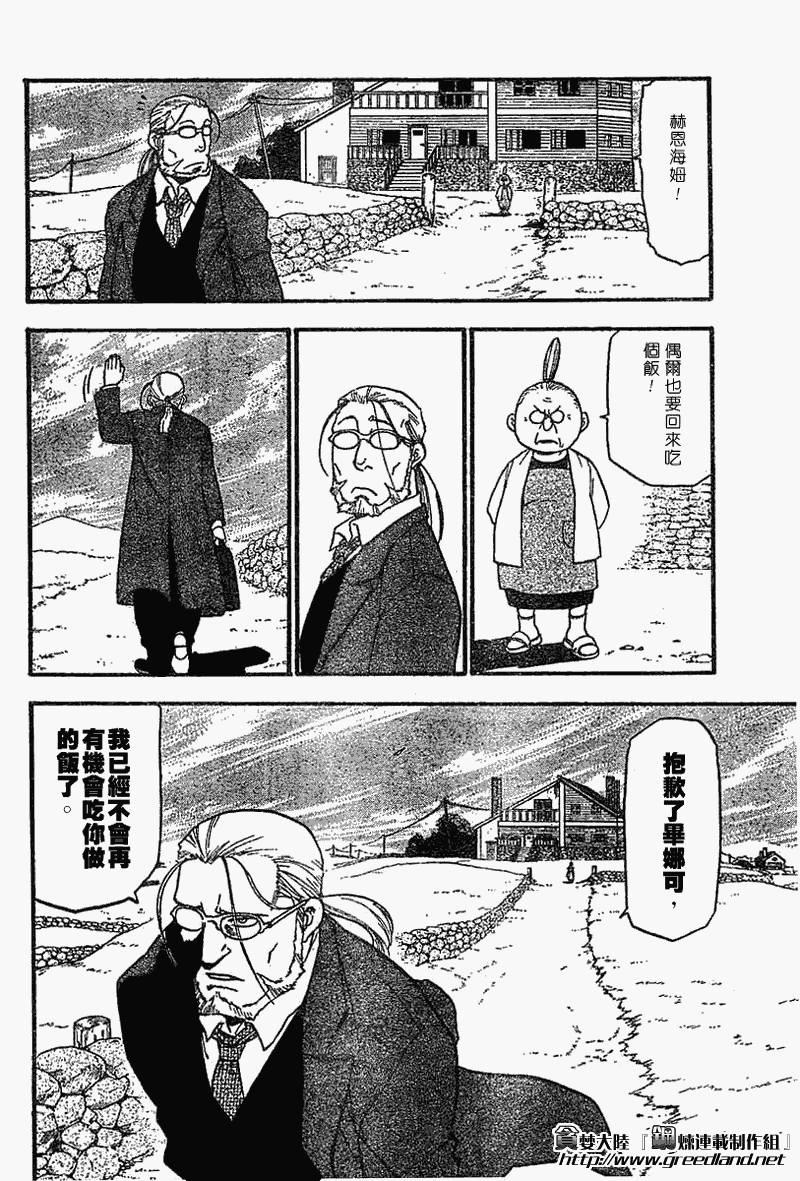 赫恩海姆！
偶爾也要回來吃
個飯！
抱歉了畢娜可，
我已經不會再
有機會吃你做
的飯了。
貪婪大陸『鋼煉連載制作組』
http://www.greedland.net